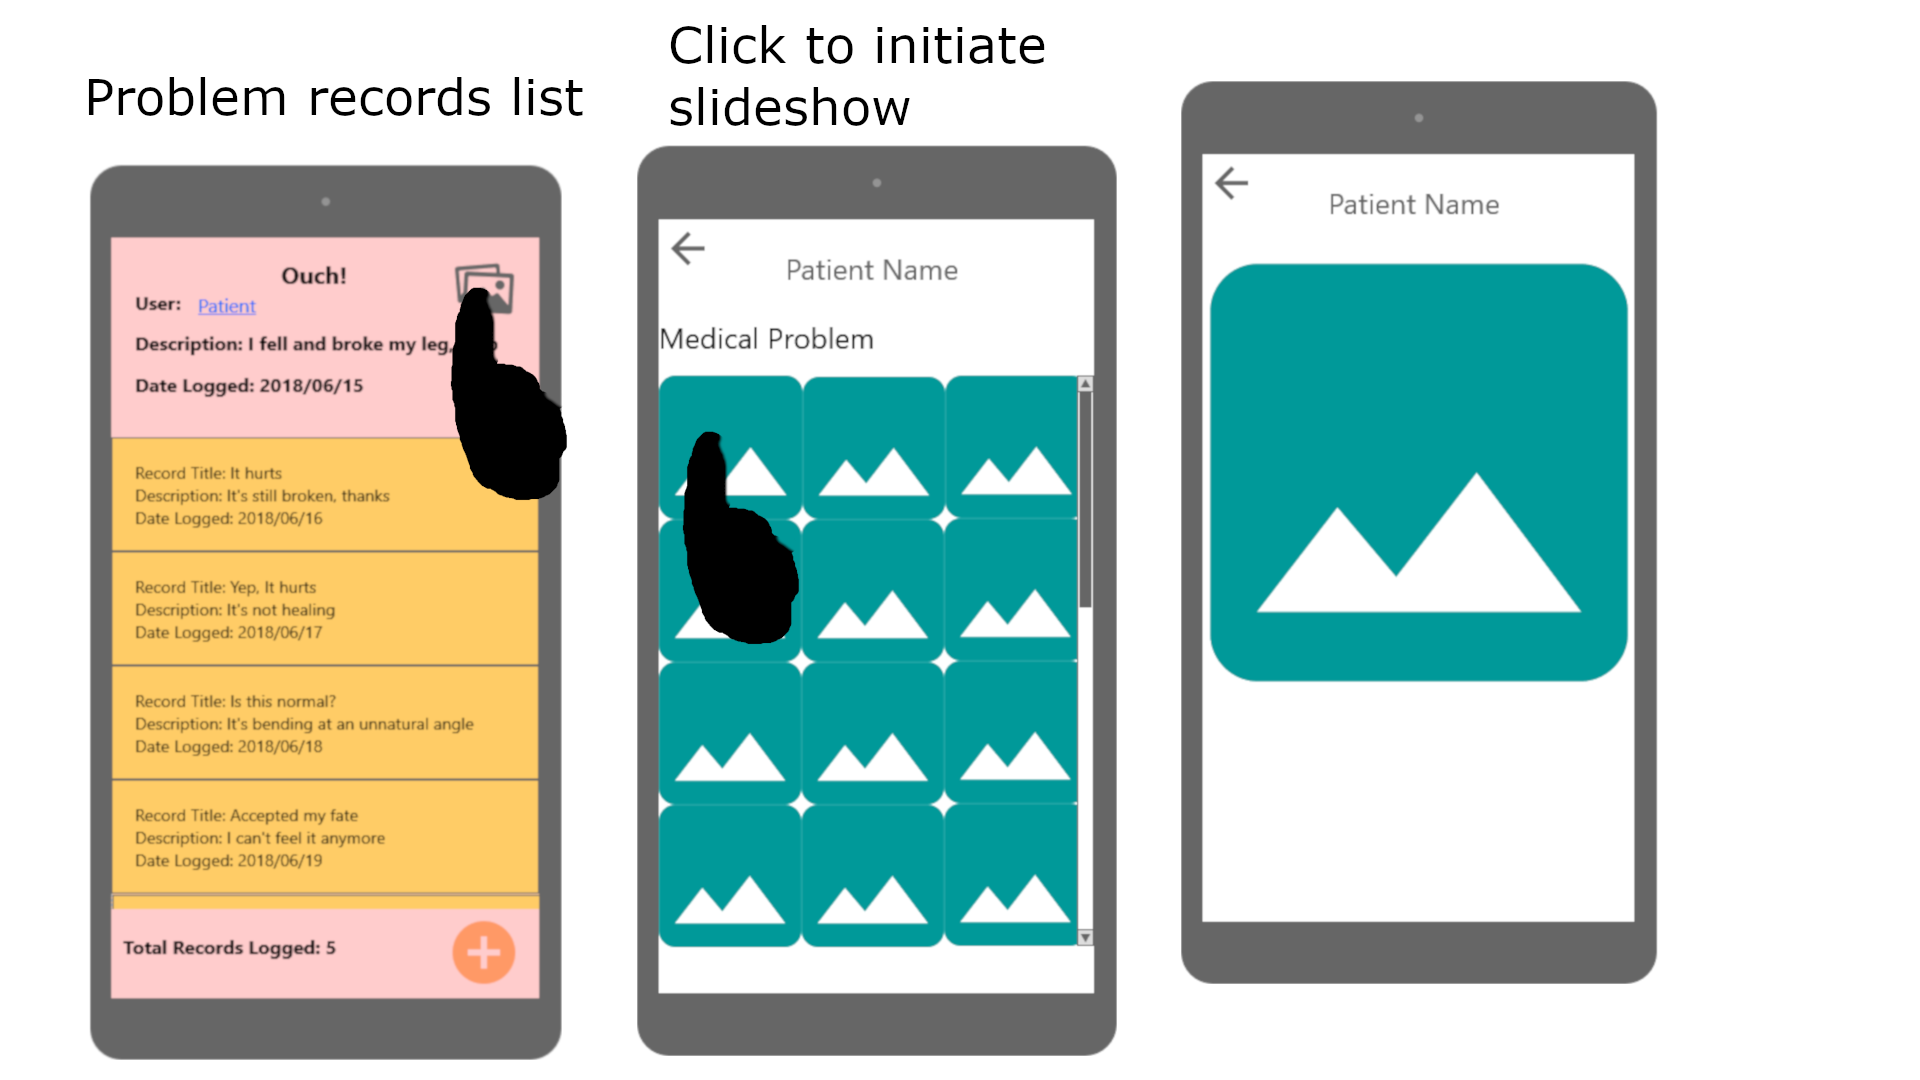 Problem records list
Ouch!
User: Patient
Description: I fell and broke my leg,
Date Logged: 2018/06/15
Record Title: It hurts
Description: It's still broken, thanks
Date Logged: 2018/06/16
Record Title: Yep, It hurts
Description: It's not healing
Date Logged: 2018/06/17
Record Title: Is this normal?
Description: It's bending at an unnatural angle
Date Logged: 2018/06/18
Record Title: Accepted my fate
Description: I can't feel it anymore
Date Logged: 2018/06/19
Total Records Logged: 5
Click to initiate
slideshow
Patient Name
Medical Problem
Patient Name